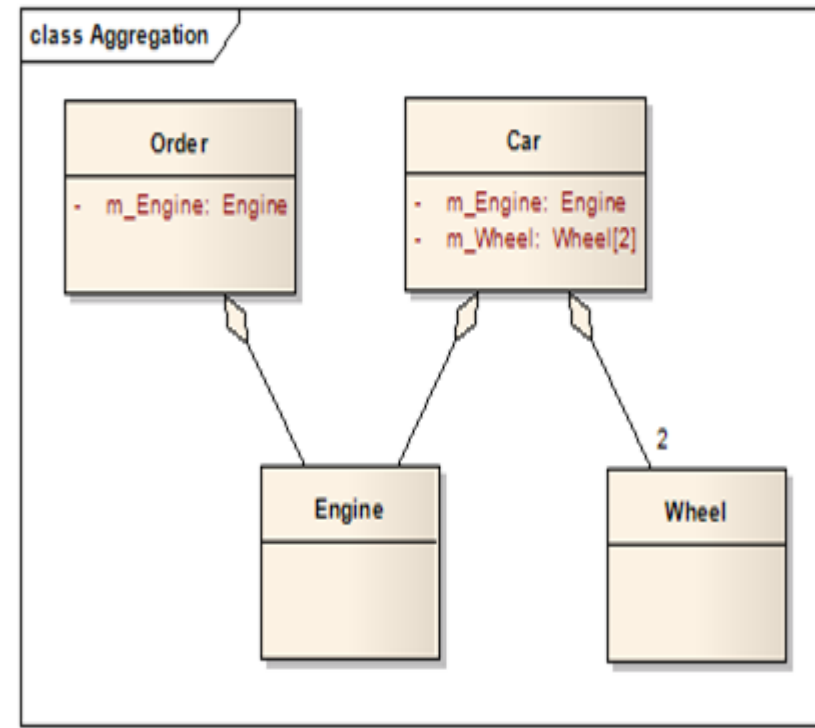 class Aggregation
Order
- m_Engine: Engine
Car
- m_Engine: Engine
- m_Wheel: Wheel[2]
2
Engine
Wheel